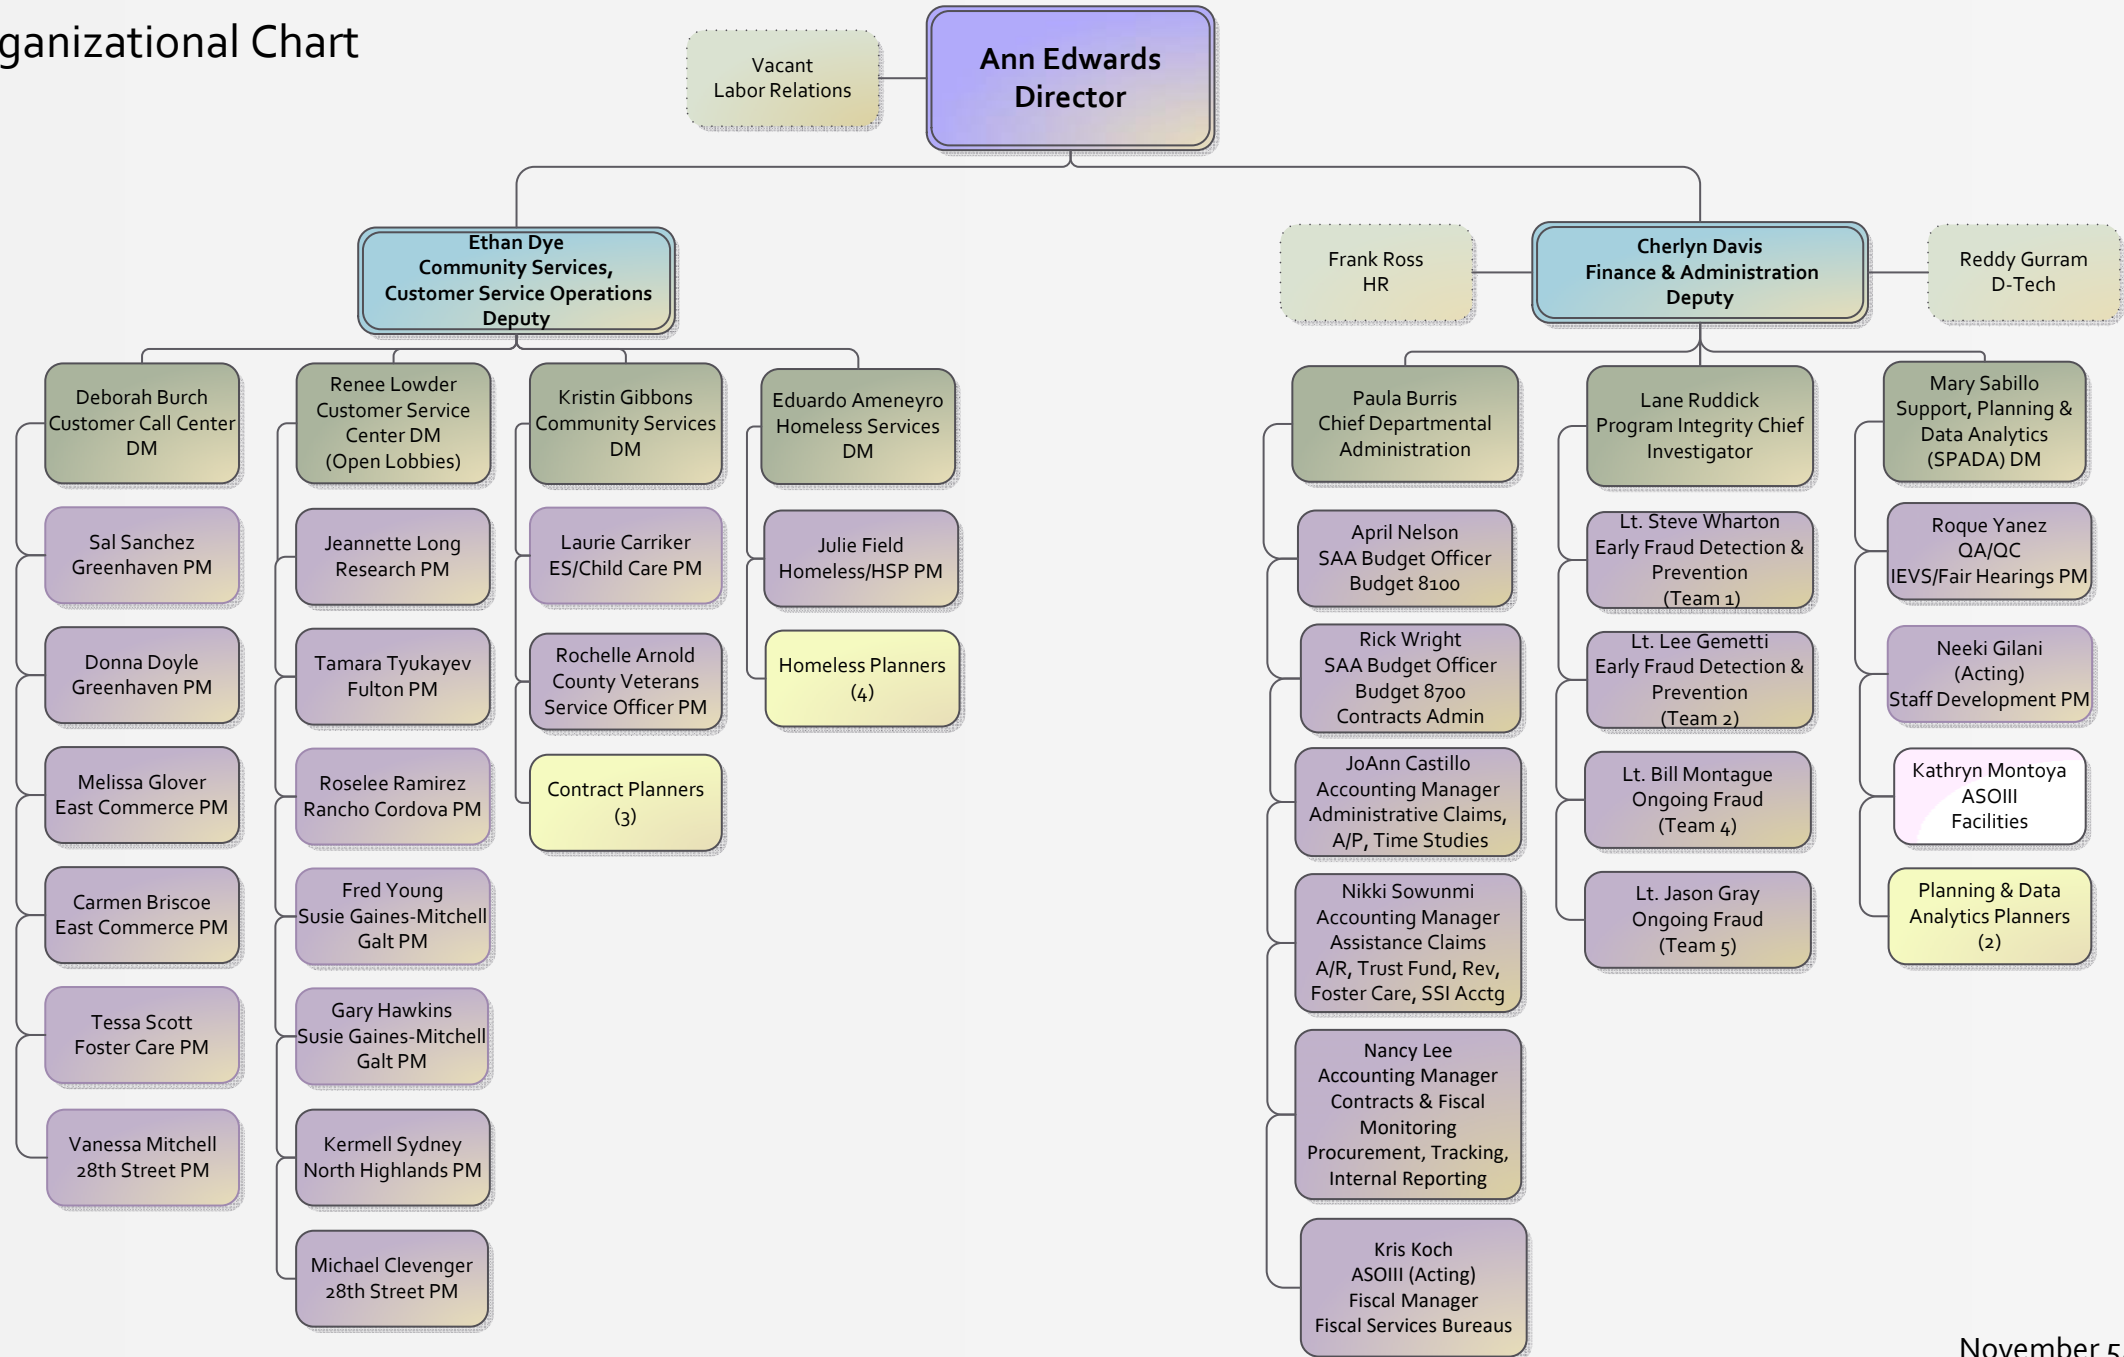 ganizational Chart
Vacant
Labor Relations
Ann Edwards
Director
Ethan Dye
Community Services,
Customer Service Operations
Deputy
Frank Ross
HR
Cherlyn Davis
Finance & Administration
Deputy
Reddy Gurram
D-Tech
Deborah Burch
Customer Call Center
DM
Sal Sanchez
Greenhaven PM
Donna Doyle
Greenhaven PM
Melissa Glover
East Commerce PM
Carmen Briscoe
East Commerce PM
Tessa Scott
Foster Care PM
Vanessa Mitchell
28th Street PM
Renee Lowder
Customer Service
Center DM
(Open Lobbies)
Jeannette Long
Research PM
Tamara Tyukayev
Fulton PM
Roselee Ramirez
Rancho Cordova PM
Fred Young
Susie Gaines-Mitchell
Galt PM
Gary Hawkins
Susie Gaines-Mitchell
Galt PM
Kermell Sydney
North Highlands PM
Michael Clevenger
28th Street PM
Kristin Gibbons
Community Services
DM
Laurie Carriker
ES/Child Care PM
Rochelle Arnold
County Veterans
Service Officer PM
Contract Planners
(3)
Eduardo Ameneyro
Homeless Services
DM
Julie Field
Homeless/HSP PM
Homeless Planners
(4)
Paula Burris
Chief Departmental
Administration
April Nelson
SAA Budget Officer
Budget 8100
Rick Wright
SAA Budget Officer
Budget 8700
Contracts Admin
JoAnn Castillo
Accounting Manager
Administrative Claims,
A/P, Time Studies
Nikki Sowunmi
Accounting Manager
Assistance Claims
A/R, Trust Fund, Rev,
Foster Care, SSI Acctg
Nancy Lee
Accounting Manager
Contracts & Fiscal
Monitoring
Procurement, Tracking,
Internal Reporting
Kris Koch
ASOIII (Acting)
Fiscal Manager
Fiscal Services Bureaus
Lane Ruddick
Program Integrity Chief
Investigator
Lt. Steve Wharton
Early Fraud Detection &
Prevention
(Team 1)
Lt. Lee Gemetti
Early Fraud Detection &
Prevention
(Team 2)
Lt. Bill Montague
Ongoing Fraud
(Team 4)
Lt. Jason Gray
Ongoing Fraud
(Team 5)
Mary Sabillo
Support, Planning &
Data Analytics
(SPADA) DM
Roque Yanez
QA/QC
IEVS/Fair Hearings PM
Neeki Gilani
(Acting)
Staff Development PM
Kathryn Montoya
ASOIII
Facilities
Planning & Data
Analytics Planners
(2)
November 5